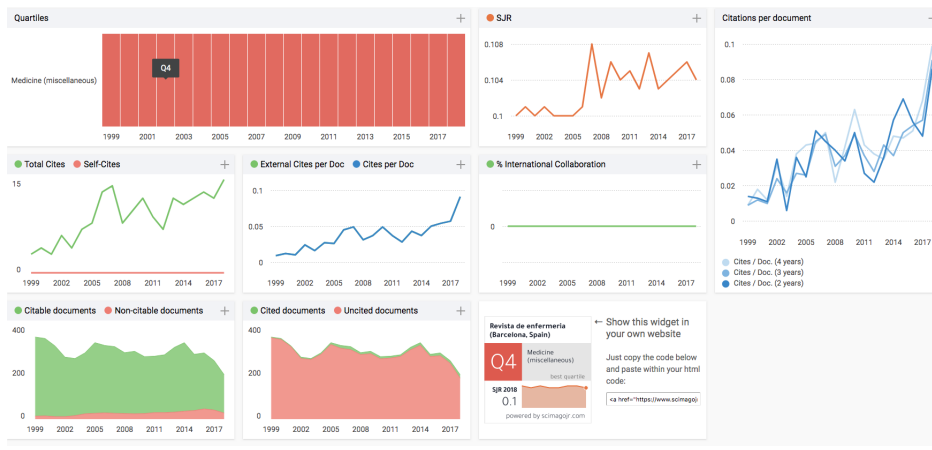 Quartiles
+
Q4
Medicine (miscellaneous)
1999 2001 2003 2005 2007 2009 2011 2013 2015 2017
SJR
+
0.108
0.104
0.1
1999 2002 2005 2008 2011 2014 2017
Citations per document
0.1
0.08
0.06
0.04
0.02
0
1999 2002 2005 2008 2011 2014 2017
Cites / Doc. (4 years)
Cites / Doc. (3 years)
Cites / Doc. (2 years)
Total Cites Self-Cites
+
15
0
1999 2002 2005 2008 2011 2014 2017
External Cites per Doc Cites per Doc
+
0.1
0.05
0
1999 2002 2005 2008 2011 2014 2017
% International Collaboration
+
0
1999 2002 2005 2008 2011 2014 2017
Citable documents Non-citable documents
+
400
200
0
1999 2002 2005 2008 2011 2014 2017
Cited documents Uncited documents
+
400
200
0
1999 2002 2005 2008 2011 2014 2017
Revista de enfermeria
(Barcelona, Spain)
Q4
Medicine
(miscellaneous)
best quartile
SJR 2018
0.1
powered by scimagojr.com
← Show this widget in
your own website
Just copy the code below
and paste within your html
code:
<a href="https://www.scimagoj